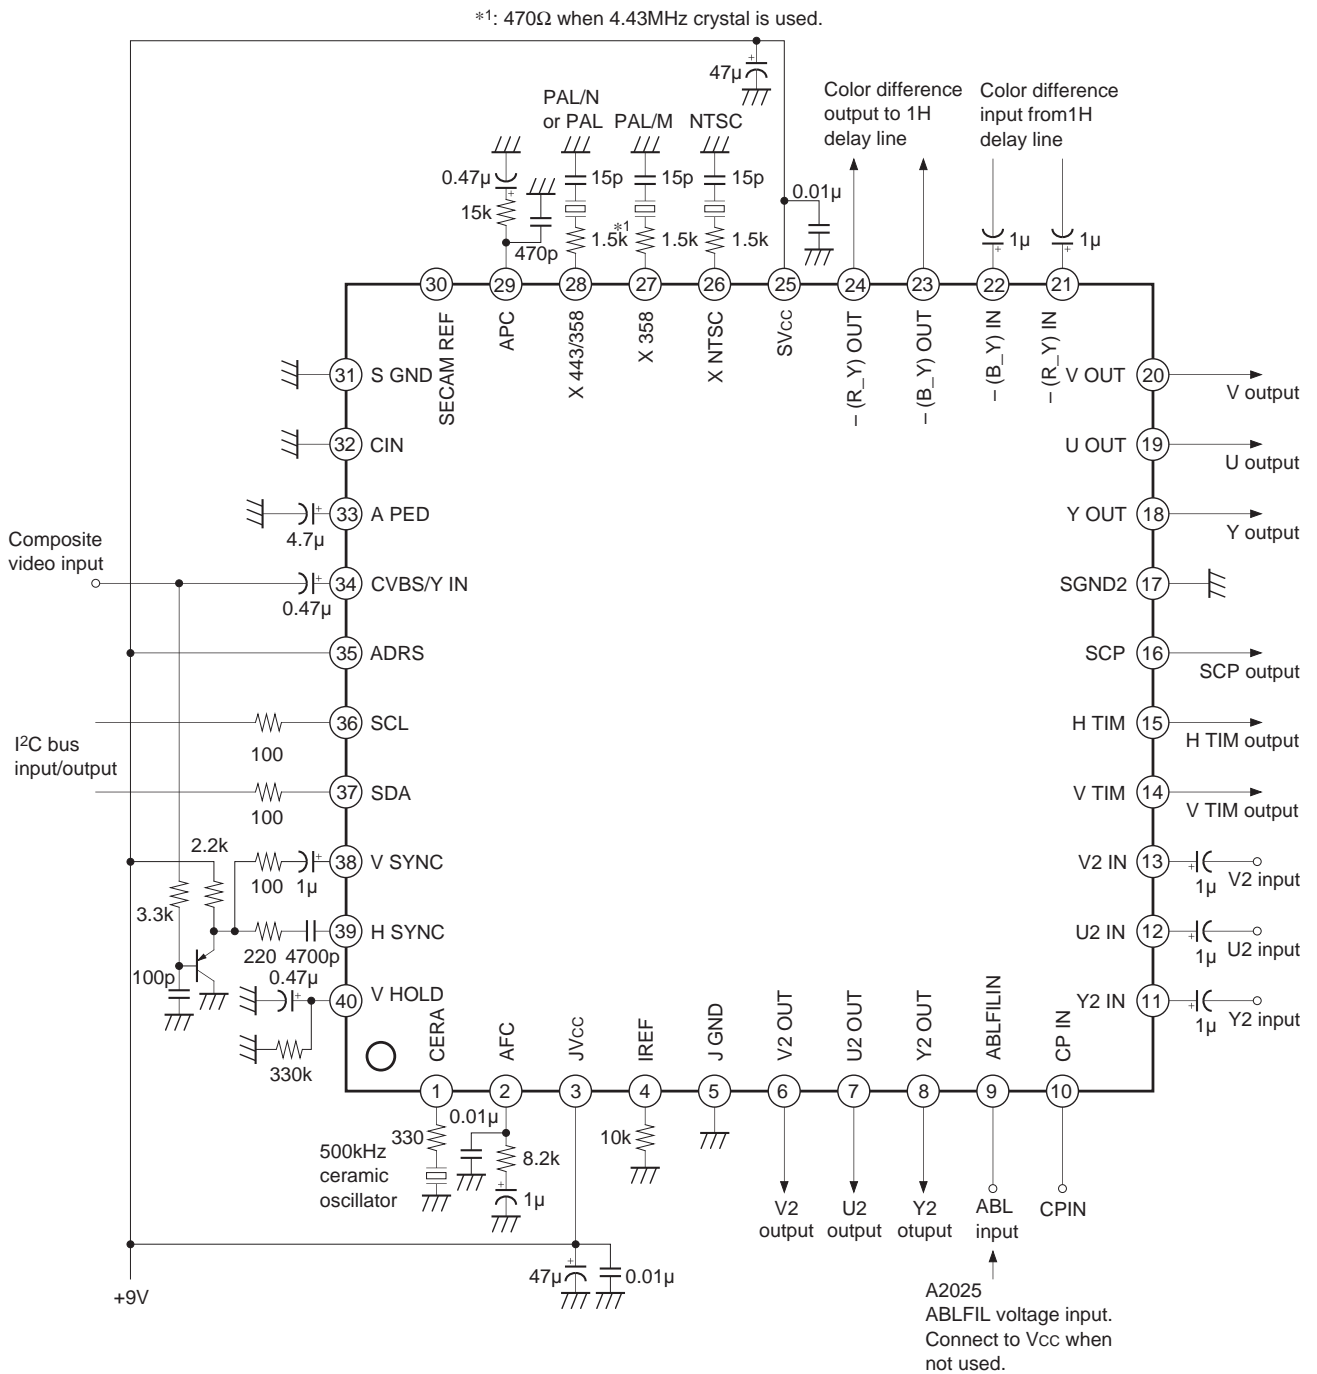 *1: 470Ω when 4.43MHz crystal is used.
47µ
PAL/N
or PAL
PAL/M
NTSC
Color difference
output to 1H
delay line
Color difference
input from1H
delay line
0.47µ
15k
470p
15p
15p
15p
*1
1.5k
1.5k
1.5k
0.01µ
1µ
1µ
30
29
28
27
26
25
24
23
22
21
SECAM REF
APC
X 443/358
X 358
X NTSC
SVCC
– (R_Y) OUT
– (B_Y) OUT
– (B_Y) IN
– (R_Y) IN
31
S GND
V OUT
20
V output
32
CIN
U OUT
19
U output
33
A PED
4.7µ
Y OUT
18
Y output
Composite
video input
34
CVBS/Y IN
0.47µ
SGND2
17
35
ADRS
SCP
16
SCP output
I2C bus
input/output
36
SCL
100
H TIM
15
H TIM output
37
SDA
100
V TIM
14
V TIM output
2.2k
38
V SYNC
100
1µ
V2 IN
13
1µ
V2 input
3.3k
39
H SYNC
220
4700p
U2 IN
12
1µ
U2 input
100p
0.47µ
40
V HOLD
330k
Y2 IN
11
1µ
Y2 input
CERA
AFC
JVCC
IREF
J GND
V2 OUT
U2 OUT
Y2 OUT
ABLFILIN
CP IN
1
2
3
4
5
6
7
8
9
10
330
500kHz
ceramic
oscillator
0.01µ
8.2k
1µ
10k
V2
output
U2
output
Y2
otuput
ABL
input
CPIN
47µ
0.01µ
+9V
A2025
ABLFIL voltage input.
Connect to VCC when
not used.